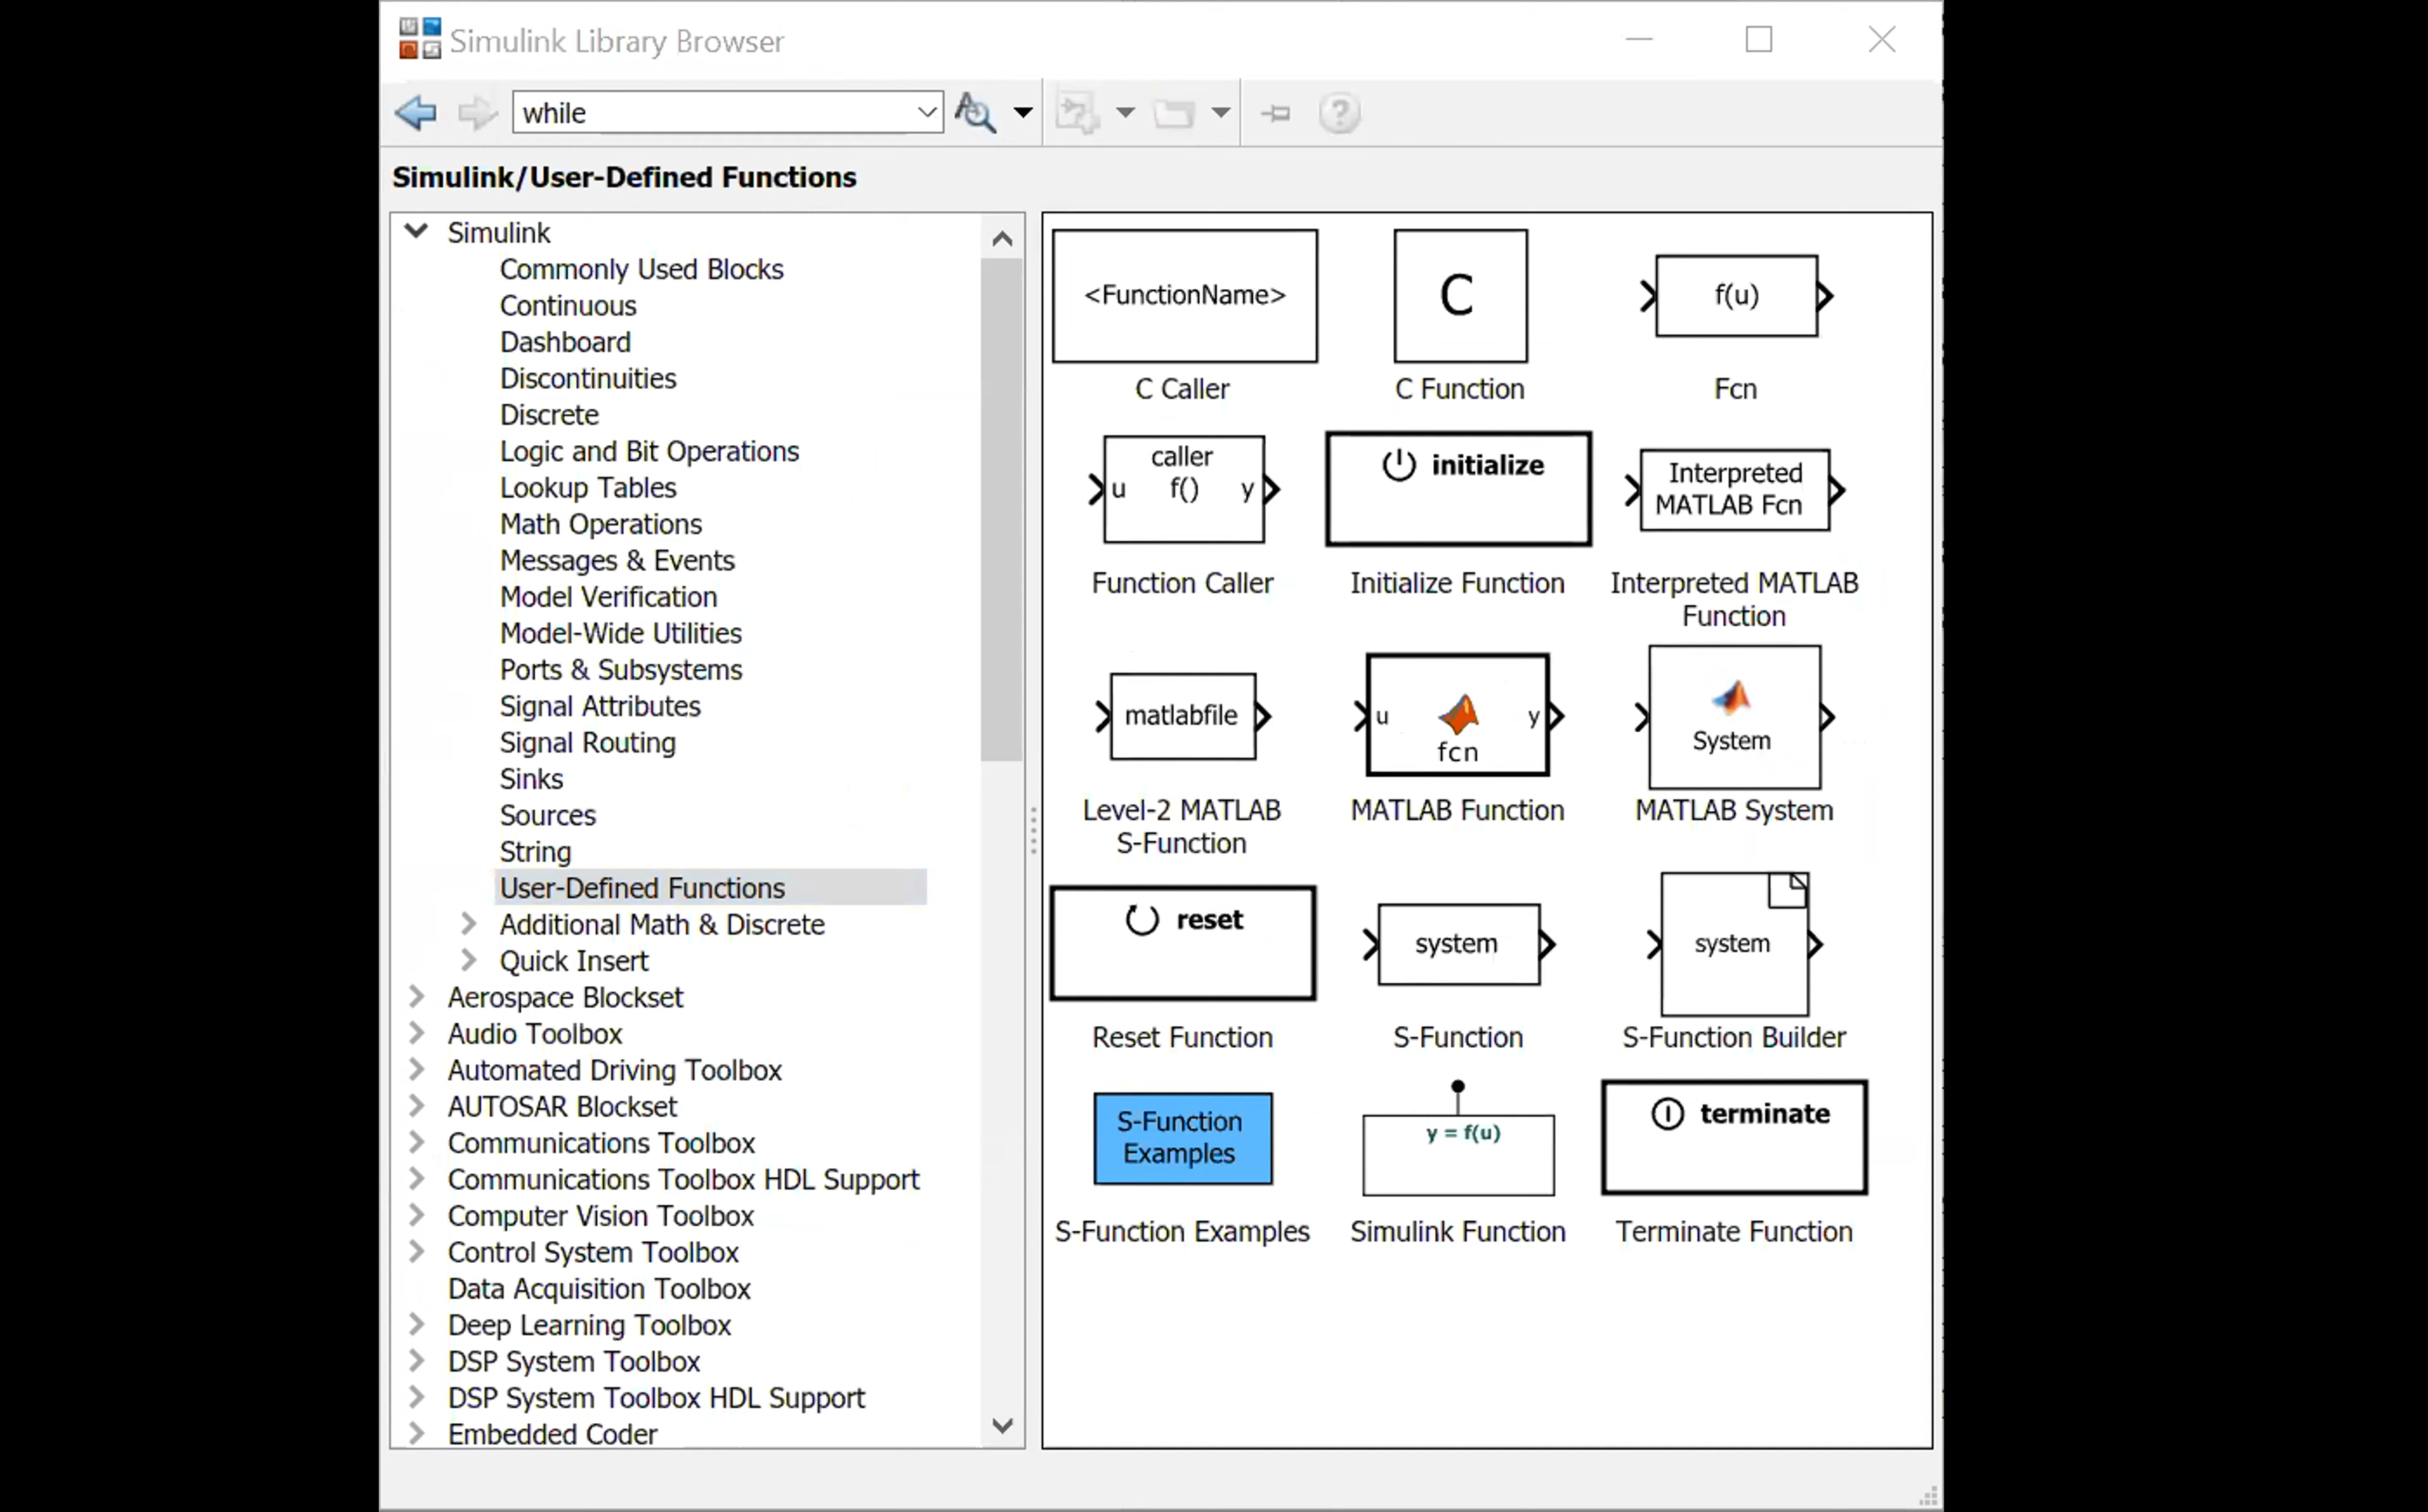 Simulink Library Browser
while
Simulink/User-Defined Functions
Simulink
Commonly Used Blocks
Continuous
Dashboard
Discontinuities
Discrete
Logic and Bit Operations
Lookup Tables
Math Operations
Messages & Events
Model Verification
Model-Wide Utilities
Ports & Subsystems
Signal Attributes
Signal Routing
Sinks
Sources
String
User-Defined Functions
Additional Math & Discrete
Quick Insert
Aerospace Blockset
Audio Toolbox
Automated Driving Toolbox
AUTOSAR Blockset
Communications Toolbox
Communications Toolbox HDL Support
Computer Vision Toolbox
Control System Toolbox
Data Acquisition Toolbox
Deep Learning Toolbox
DSP System Toolbox
DSP System Toolbox HDL Support
Embedded Coder
<FunctionName>
C Caller
C
C Function
f(u)
Fcn
caller
u f() y
Function Caller
initialize
Initialize Function
Interpreted
MATLAB Fcn
Interpreted MATLAB
Function
matlabfile
Level-2 MATLAB
S-Function
u y
fcn
MATLAB Function
System
MATLAB System
reset
Reset Function
system
S-Function
system
S-Function Builder
S-Function
Examples
S-Function Examples
y = f(u)
Simulink Function
terminate
Terminate Function